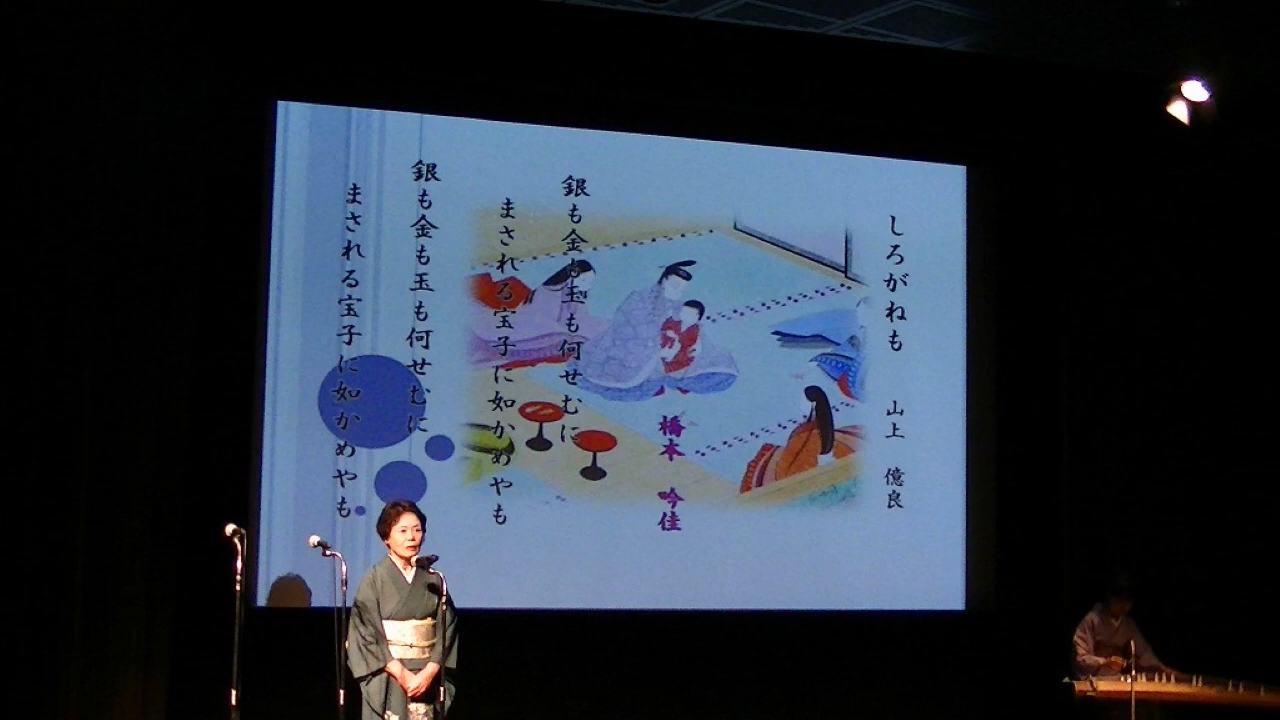 しろがねも　山上　憶良
橋本　吟佳
銀も金も玉も何せむに
まされる宝子に如かめやも
銀も金も玉も何せむに
まされる宝子に如かめやも